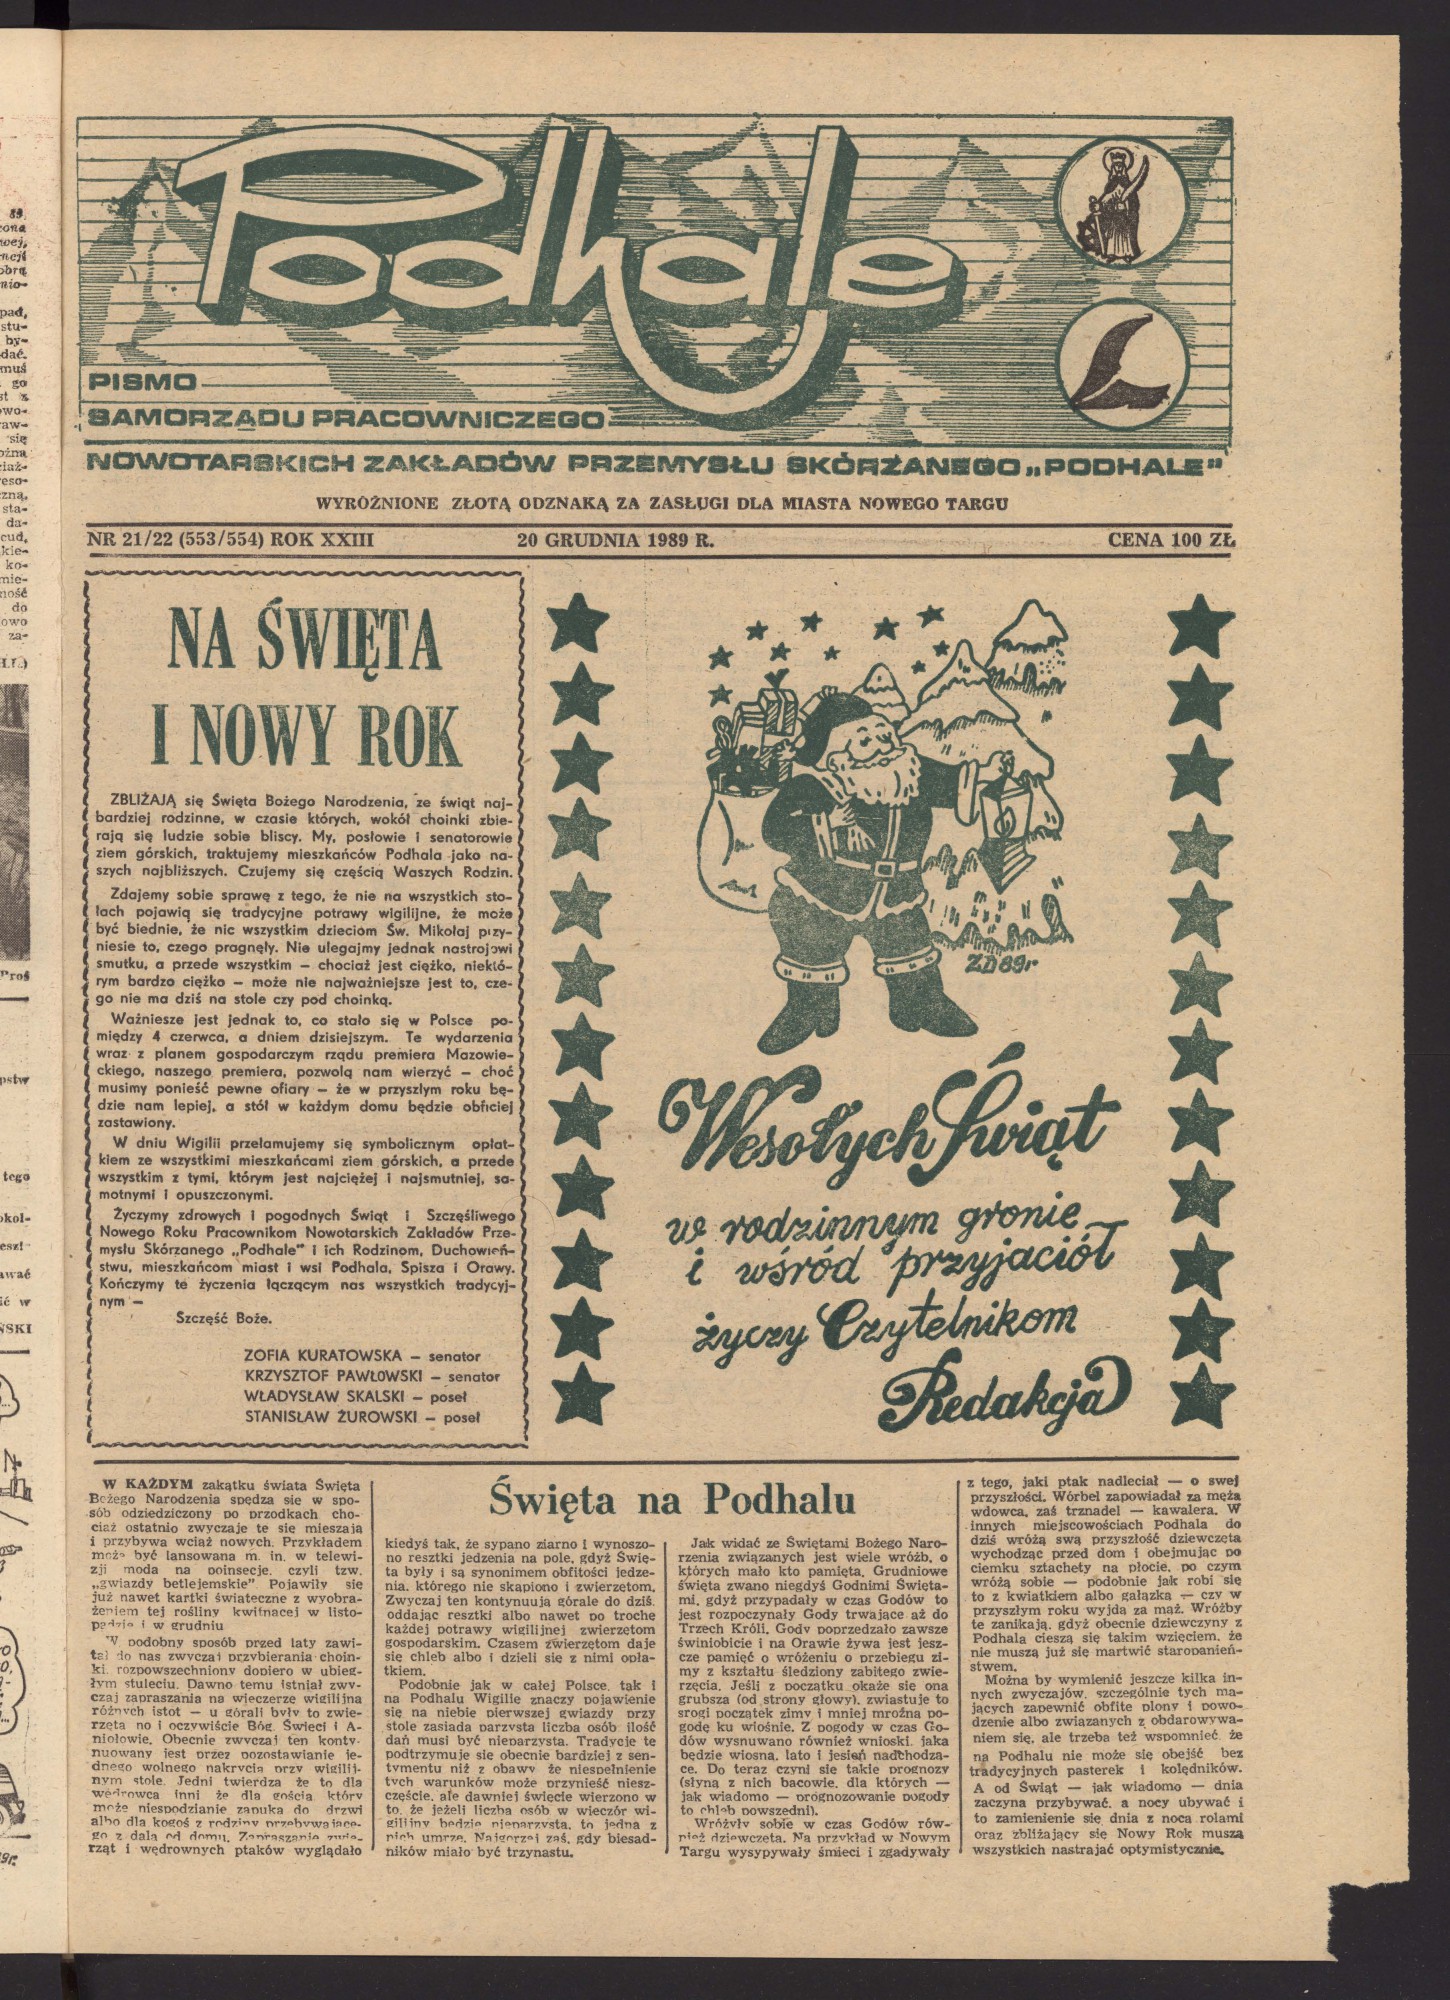 Podhale
PISMO
SAMORZĄDU PRACOWNICZEGO
NOWOTARSKICH ZAKŁADÓW PRZEMYSŁU SKÓRZANEGO „PODHALE"
WYRÓŻNIONE ZŁOTĄ ODZNAKĄ ZA ZASŁUGI DLA MIASTA NOWEGO TARGU
NR 21/22 (553/554) ROK XXIII
20 GRUDNIA 1989 R.
CENA 100 ZŁ
NA ŚWIĘTA
I NOWY ROK
ZBLIŻAJĄ się Święta Bożego Narodzenia, ze świąt naj-
bardziej rodzinne, w czasie których, wokół choinki zbie-
rają się ludzie sobie bliscy. My, posłowie i senatorowie
ziem górskich, traktujemy mieszkańców Podhala jako na-
szych najbliższych. Czujemy się częścią Waszych Rodzin.
Zdajemy sobie sprawę z tego, że nie na wszystkich sto-
łach pojawią się tradycyjne potrawy wigilijne, że może
być biednie, że nic wszystkim dzieciom Św. Mikołaj przy-
niesie to, czego pragnęły. Nie ulegajmy jednak nastrojowi
smutku, a przede wszystkim – chociaż jest ciężko, niektó-
rym bardzo ciężko – może nie najważniejsze jest to, cze-
go nie ma dziś na stole czy pod choinką.
Ważniesze jest jednak to, co stało się w Polsce po-
między 4 czerwca, a dniem dzisiejszym. Te wydarzenia
wraz z planem gospodarczym rządu premiera Mazowie-
ckiego, naszego premiera, pozwolą nam wierzyć – choć
musimy ponieść pewne ofiary – że w przyszłym roku bę-
dzie nam lepiej, a stół w każdym domu będzie obficiej
zastawiony.
W dniu Wigilii przełamujemy się symbolicznym opłat-
kiem ze wszystkimi mieszkańcami ziem górskich, a przede
wszystkim z tymi, którym jest najciężej i najsmutniej, sa-
motnymi i opuszczonymi.
Życzymy zdrowych i pogodnych Świąt i Szczęśliwego
Nowego Roku Pracownikom Nowotarskich Zakładów Prze-
mysłu Skórzanego „Podhale" i ich Rodzinom, Duchowień-
stwu, mieszkańcom miast i wsi Podhala, Spisza i Orawy.
Kończymy te życzenia łączącym nas wszystkich tradycyj-
nym –
Szczęść Boże.
ZOFIA KURATOWSKA – senator
KRZYSZTOF PAWŁOWSKI – senator
WŁADYSŁAW SKALSKI – poseł
STANISŁAW ŻUROWSKI – poseł
ZD89r
Wesołych Świąt
w rodzinnym gronie
i wśród przyjaciół
życzy Czytelnikom
Redakcja
Święta na Podhalu
W KAŻDYM zakątku świata Święta
Bożego Narodzenia spędza się w spo-
sób odziedziczony po przodkach cho-
ciaż ostatnio zwyczaje te się mieszają
i przybywa wciąż nowych. Przykładem
może być lansowana m. in. w telewi-
zji moda na poinsecje, czyli tzw.
„gwiazdy betlejemskie" Pojawiły się
już nawet kartki świąteczne z wyobra-
żeniem tej rośliny kwitnącej w listo-
padzie i w grudniu
W podobny sposób przed laty zawi-
tał do nas zwyczaj przybierania choin-
ki, rozpowszechniony dopiero w ubieg-
łym stuleciu. Dawno temu istniał zwy-
czaj zapraszania na wieczerzę wigilijną
różnych istot — u górali były to zwie-
rzęta no i oczywiście Bóg, Święci i A-
niołowie. Obecnie zwyczaj ten konty-
nuowany jest przez pozostawianie je-
dnego wolnego nakrycia przy wigilij-
nym stole. Jedni twierdzą że to dla
wędrowca inni że dla gościa który
może niespodzianie zapuka do drzwi
albo dla kogoś z rodziny przebywające-
go z dala od domu. Zapraszanie zwie-
rząt i wędrownych ptaków wyglądało
kiedyś tak, że sypano ziarno i wynoszo-
no resztki jedzenia na pole, gdyż Świę-
ta były i są synonimem obfitości jedze-
nia, którego nie skąpiono i zwierzętom.
Zwyczaj ten kontynuują górale do dziś,
oddając resztki albo nawet po trochę
każdej potrawy wigilijnej zwierzętom
gospodarskim. Czasem zwierzętom daje
się chleb albo i dzieli się z nimi opła-
tkiem.
Podobnie jak w całej Polsce, tak i
na Podhalu Wigilię znaczy pojawienie
się na niebie pierwszej gwiazdy przy
stole zasiada parzysta liczba osób ilość
dań musi być nieparzysta. Tradycje te
podtrzymuje się obecnie bardziej z sen-
tymentu niż z obawy że niespełnienie
tych warunków może przynieść niesz-
częście, ale dawniej święcie wierzono w
to, że jeżeli liczba osób w wieczór wi-
gilijny będzie nieparzysta, to jedna z
nich umrze. Najgorzej zaś, gdy biesad-
ników miało być trzynastu.
Jak widać ze Świętami Bożego Naro-
rzenia związanych jest wiele wróżb, o
których mało kto pamięta. Grudniowe
święta zwano niegdyś Godnimi Święta-
mi, gdyż przypadały w czas Godów to
jest rozpoczynały Gody trwające aż do
Trzech Króli. Gody poprzedzało zawsze
świniobicie i na Orawie żywa jest jesz-
cze pamięć o wróżeniu o przebiegu zi-
my z kształtu śledziony zabitego zwie-
rzęcia. Jeśli z początku okaże się ona
grubsza (od strony głowy), zwiastuje to
srogi początek zimy i mniej mroźną po-
godę ku wiośnie. Z pogody w czas Go-
dów wysnuwano również wnioski, jaka
będzie wiosna, lato i jesień nadchodzą-
ce. Do teraz czyni się takie prognozy
(słyną z nich bacowie, dla których —
jak wiadomo — prognozowanie pogody
to chleb powszedni).
Wróżyły sobie w czas Godów rów-
nież dziewczęta. Na przykład w Nowym
Targu wysypywały śmieci i zgadywały
z tego, jaki ptak nadleciał — o swej
przyszłości. Wórbel zapowiadał za męża
wdowca, zaś trznadel — kawalera. W
innych miejscowościach Podhala do
dziś wróżą swą przyszłość dziewczęta
wychodząc przed dom i obejmując po
ciemku sztachety na płocie, po czym
wróżą sobie — podobnie jak robi się
to z kwiatkiem albo gałązką — czy w
przyszłym roku wyjdą za mąż. Wróżby
te zanikają, gdyż obecnie dziewczyny z
Podhala cieszą się takim wzięciem, że
nie muszą już się martwić staropanień-
stwem.
Można by wymienić jeszcze kilka in-
nych zwyczajów, szczególnie tych ma-
jących zapewnić obfite plony i powo-
dzenie albo związanych z obdarowywa-
niem się, ale trzeba też wspomnieć, że
na Podhalu nie może się obejść bez
tradycyjnych pasterek i kolędników.
A od Świąt — jak wiadomo — dnia
zaczyna przybywać, a nocy ubywać i
to zamienienie się dnia z nocą rolami
oraz zbliżający się Nowy Rok muszą
wszystkich nastrajać optymistycznie.